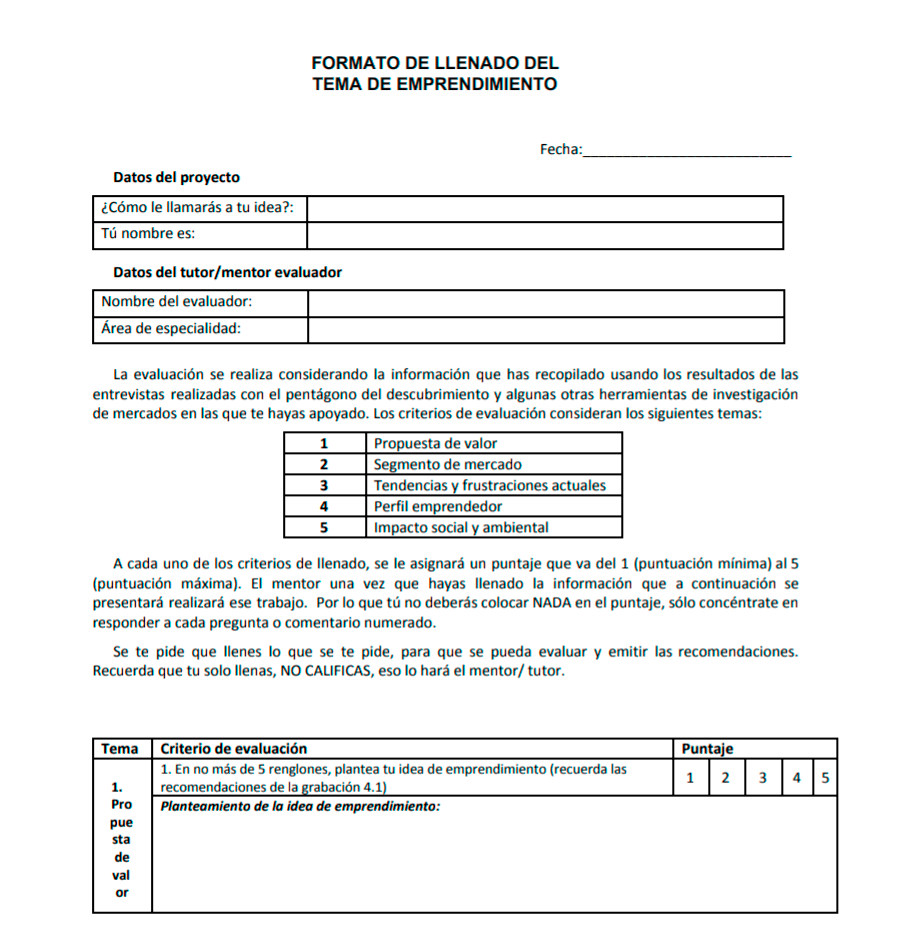 FORMATO DE LLENADO DEL
TEMA DE EMPRENDIMIENTO
Fecha:__________________________
Datos del proyecto
¿Cómo le llamarás a tu idea?:
Tú nombre es:
Datos del tutor/mentor evaluador
Nombre del evaluador:
Área de especialidad:
La evaluación se realiza considerando la información que has recopilado usando los resultados de las
entrevistas realizadas con el pentágono del descubrimiento y algunas otras herramientas de investigación
de mercados en las que te hayas apoyado. Los criterios de evaluación consideran los siguientes temas:
1 Propuesta de valor
2 Segmento de mercado
3 Tendencias y frustraciones actuales
4 Perfil emprendedor
5 Impacto social y ambiental
A cada uno de los criterios de llenado, se le asignará un puntaje que va del 1 (puntuación mínima) al 5
(puntuación máxima). El mentor una vez que hayas llenado la información que a continuación se
presentará realizará ese trabajo. Por lo que tú no deberás colocar NADA en el puntaje, sólo concéntrate en
responder a cada pregunta o comentario numerado.
Se te pide que llenes lo que se te pide, para que se pueda evaluar y emitir las recomendaciones.
Recuerda que tu solo llenas, NO CALIFICAS, eso lo hará el mentor/ tutor.
Tema Criterio de evaluación Puntaje
1. En no más de 5 renglones, plantea tu idea de emprendimiento (recuerda las
recomendaciones de la grabación 4.1)
1 2 3 4 5
1.
Pro
pue
sta
de
val
or
Planteamiento de la idea de emprendimiento: